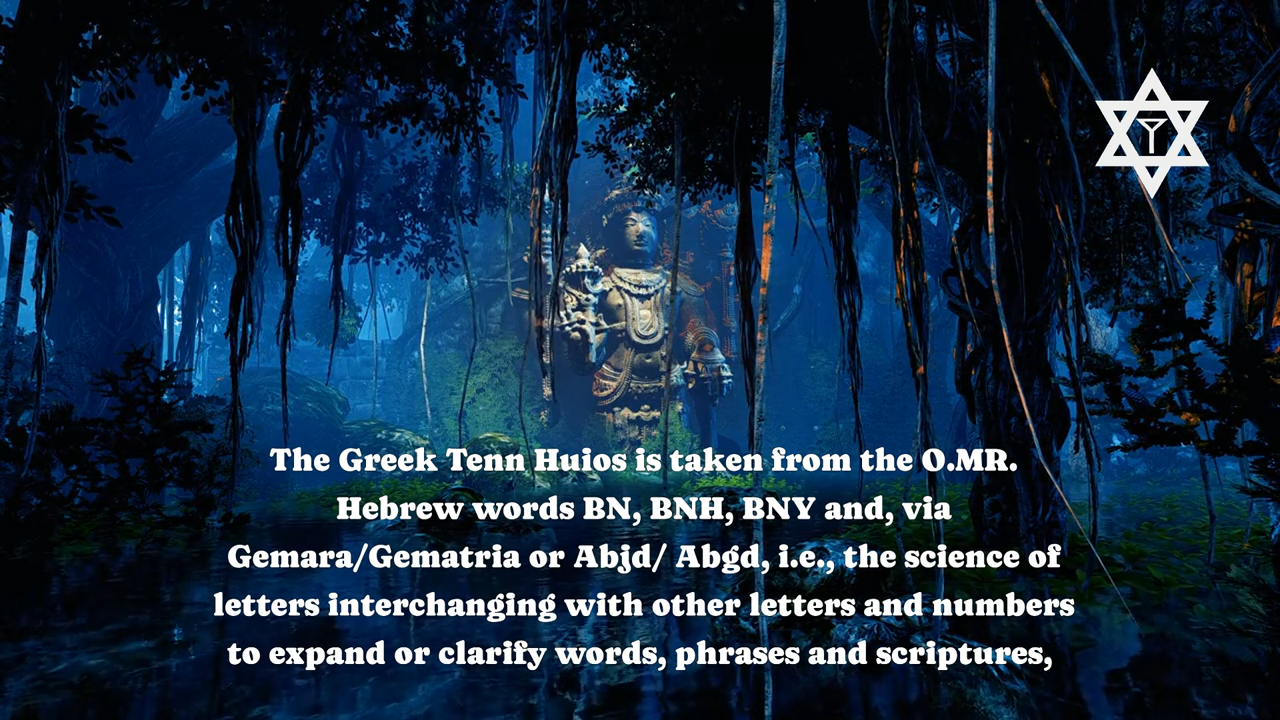 The Greek Tenn Huios is taken from the O.MR.
Hebrew words BN, BNH, BNY and, via
Gemara/Gematria or Abjd/ Abgd, i.e., the science of
letters interchanging with other letters and numbers
to expand or clarify words, phrases and scriptures,